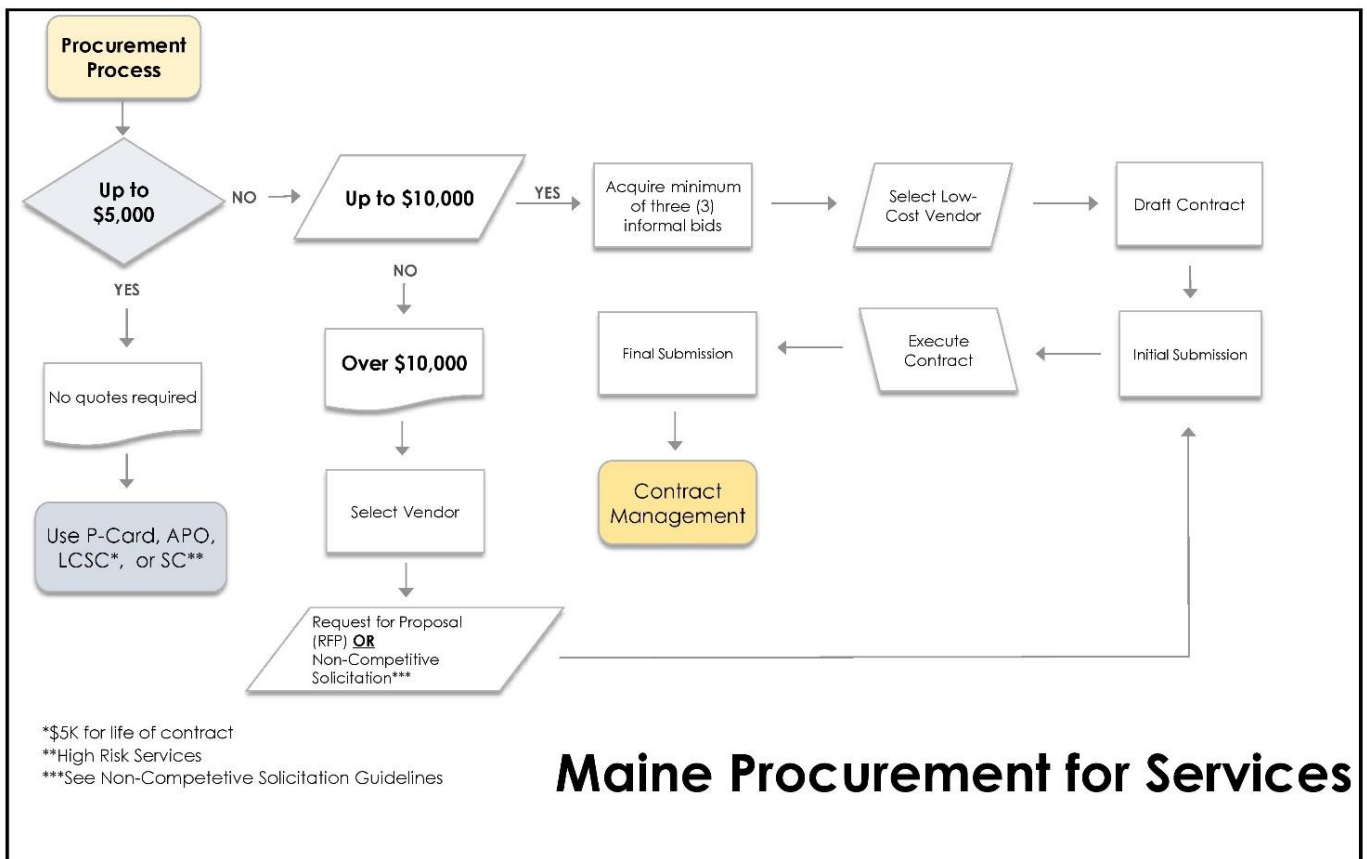 Procurement
Process
Up to
$5,000
NO
Up to $10,000
YES
Acquire minimum
of three (3)
informal bids
Select Low-
Cost Vendor
Draft Contract
YES
NO
No quotes required
Over $10,000
Final Submission
Execute
Contract
Initial Submission
Use P-Card, APO,
LCSC*, or SC**
Select Vendor
Contract
Management
Request for Proposal
(RFP) OR
Non-Competitive
Solicitation***
*$5K for life of contract
**High Risk Services
***See Non-Competetive Solicitation Guidelines
Maine Procurement for Services